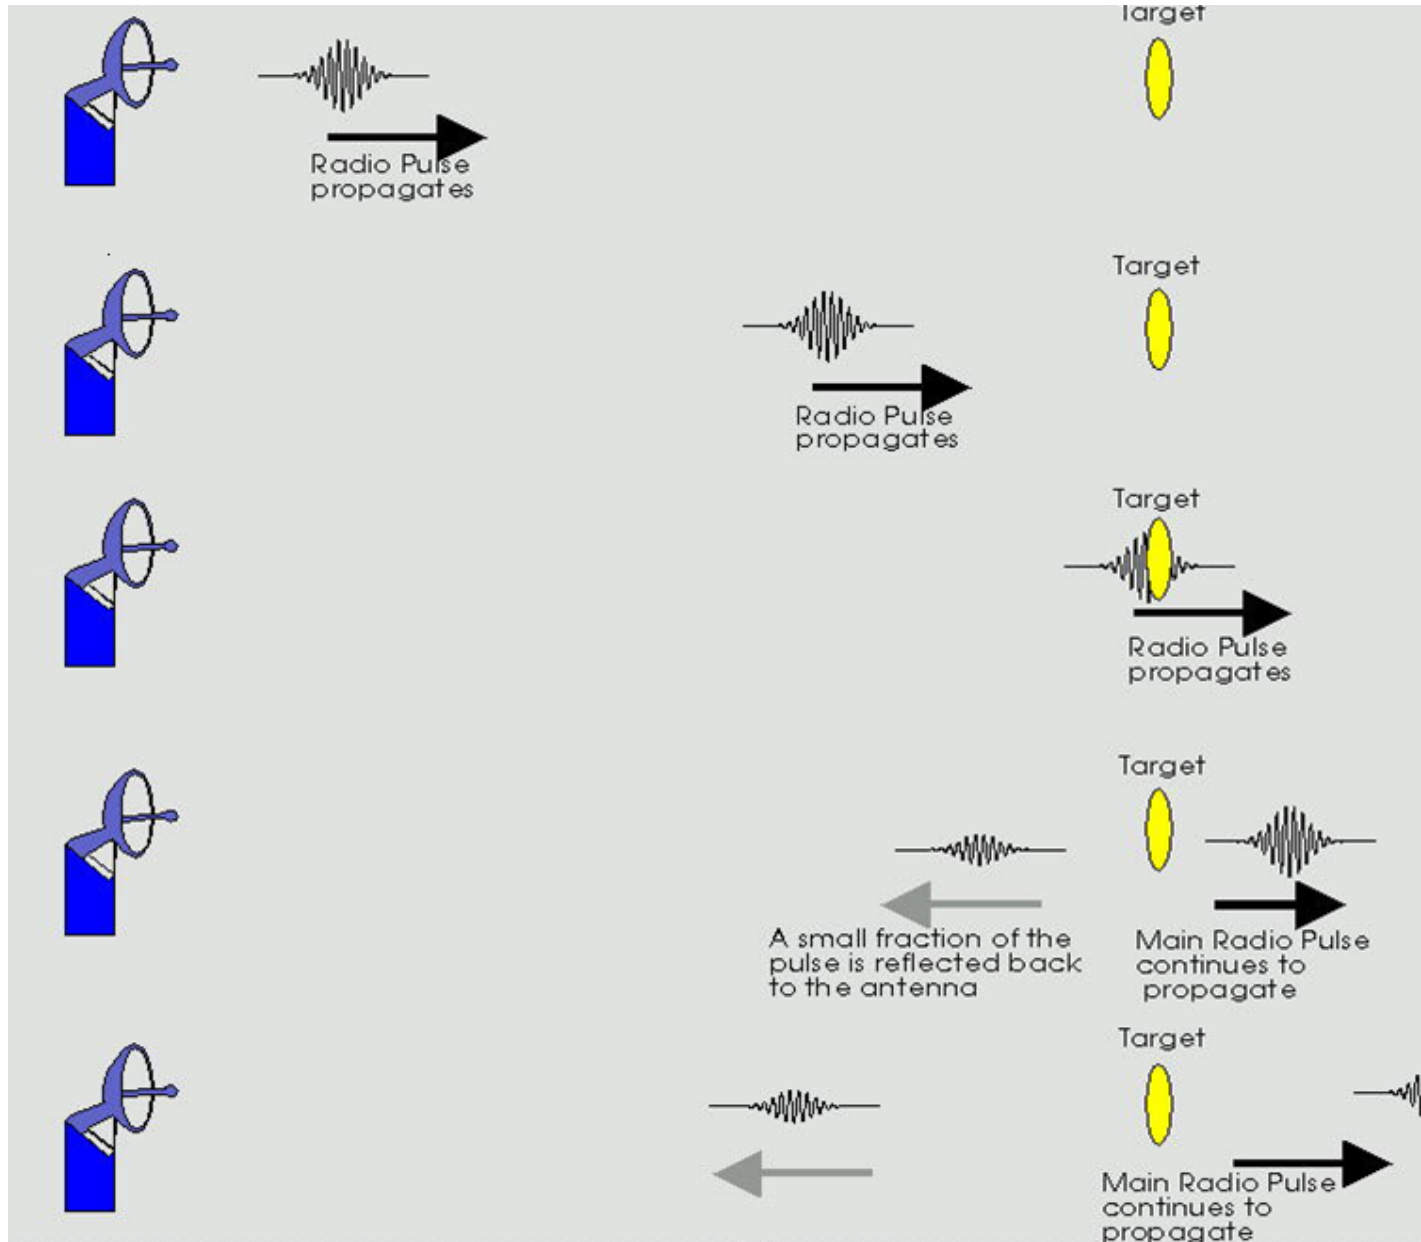 Target
Radio Pulse
propagates
Target
Radio Pulse
propagates
Target
Radio Pulse
propagates
Target
A small fraction of the
pulse is reflected back
to the antenna
Main Radio Pulse
continues to
propagate
Target
Main Radio Pulse
continues to
propagate